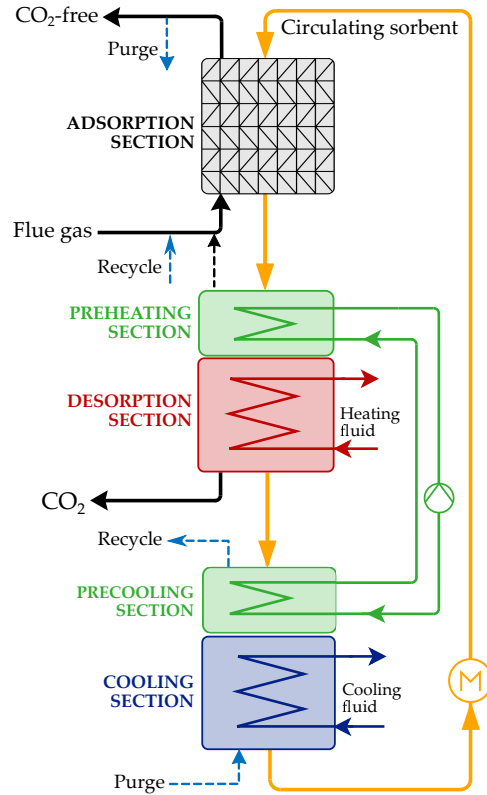 CO₂-free
Circulating sorbent
Purge
ADSORPTION
SECTION
Flue gas
Recycle
PREHEATING
SECTION
DESORPTION
SECTION
Heating
fluid
CO₂
Recycle
PRECOOLING
SECTION
COOLING
SECTION
Cooling
fluid
M
Purge